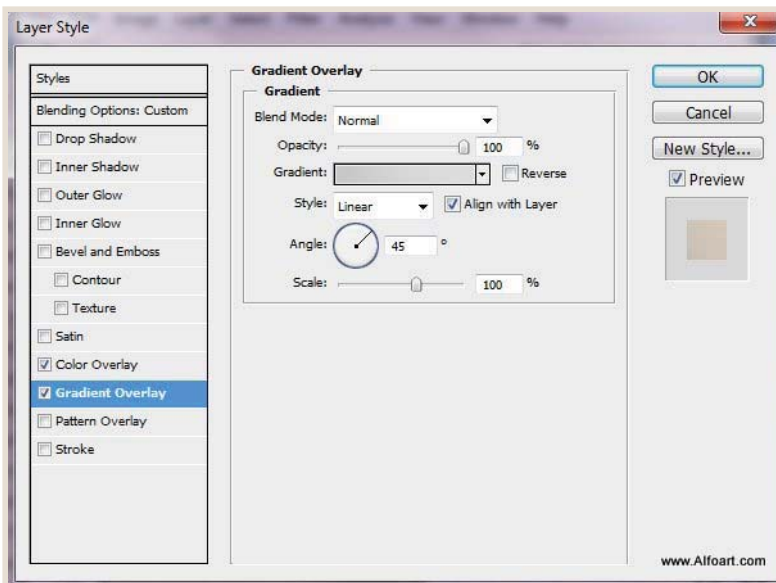 Layer Style
Styles
Blending Options: Custom
Drop Shadow
Inner Shadow
Outer Glow
Inner Glow
Bevel and Emboss
Contour
Texture
Satin
Color Overlay
Gradient Overlay
Pattern Overlay
Stroke
Gradient Overlay
Gradient
Blend Mode: Normal
Opacity: 100 %
Gradient: Reverse
Style: Linear Align with Layer
Angle: 45 °
Scale: 100 %
OK
Cancel
New Style...
Preview
www.Alfoart.com